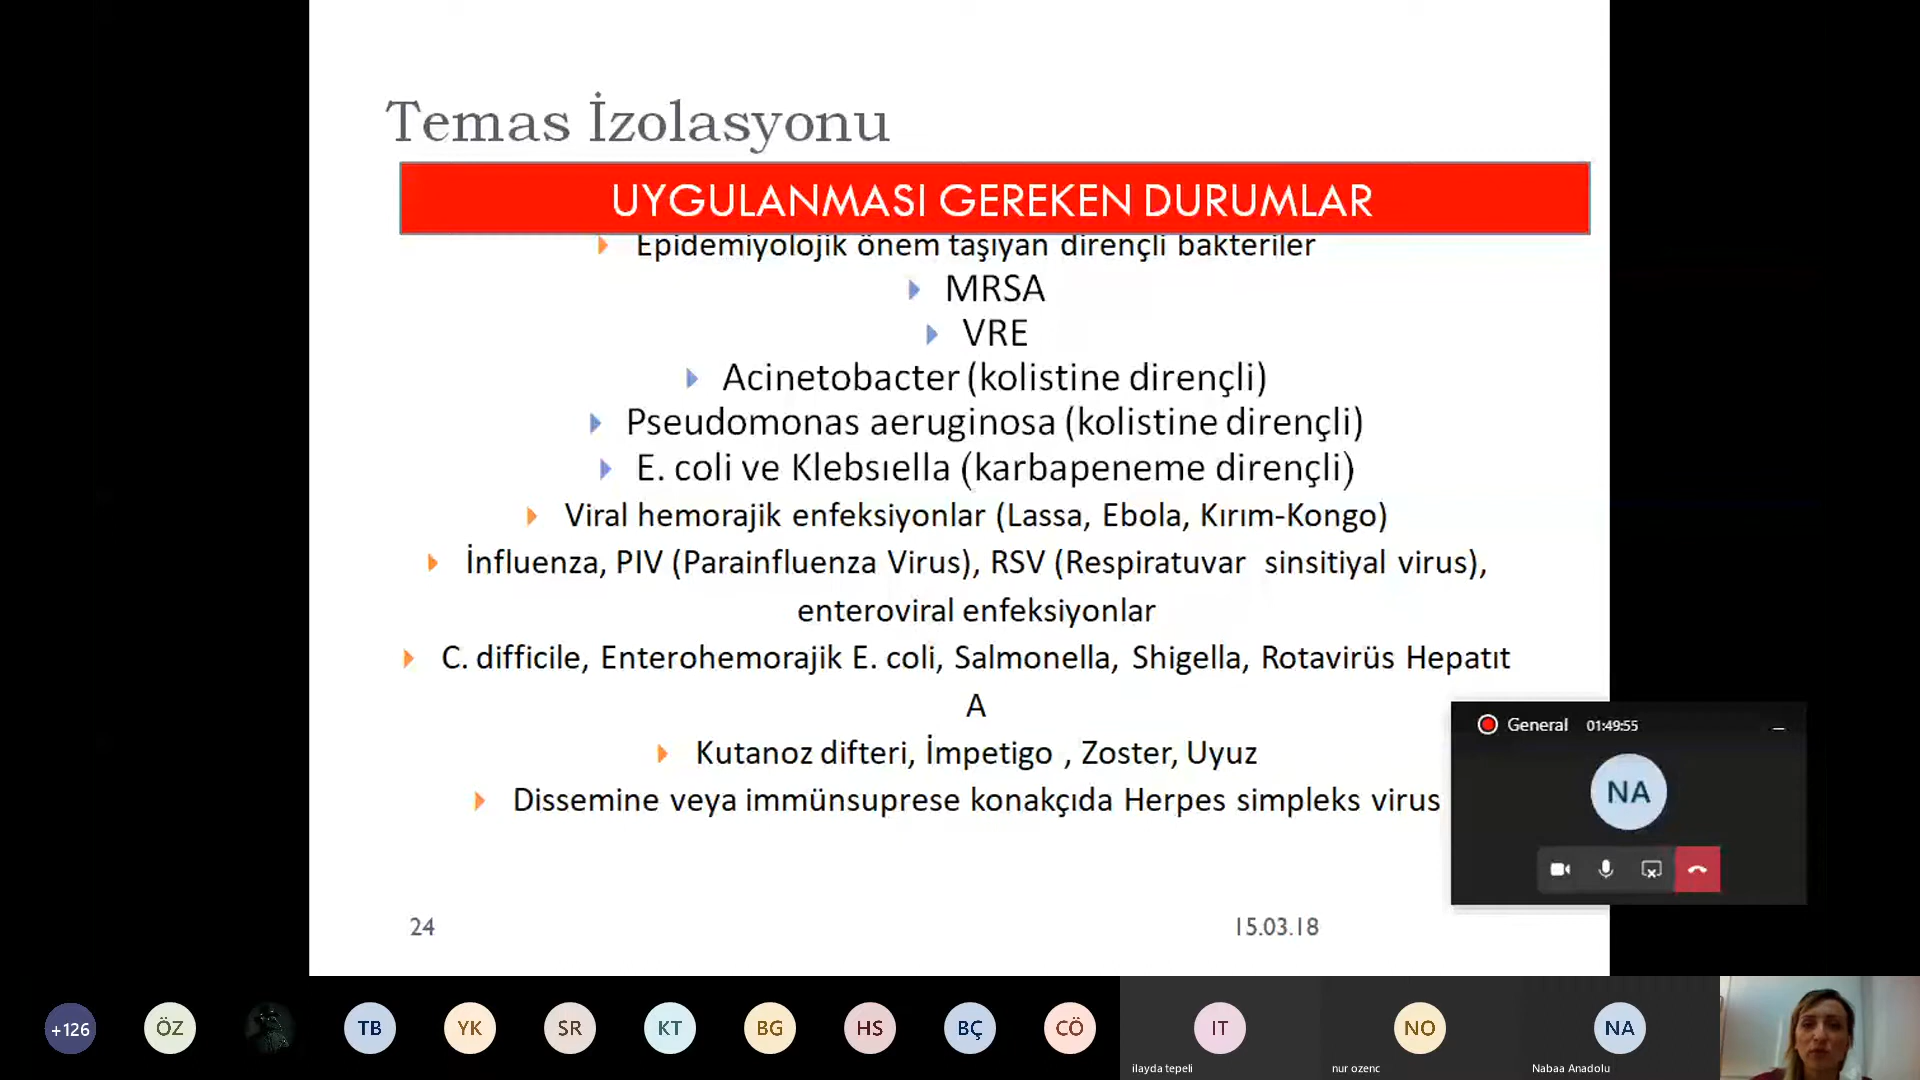 Temas İzolasyonu
UYGULANMASI GEREKEN DURUMLAR
Epidemiyolojik önem taşıyan dirençli bakteriler
MRSA
VRE
Acinetobacter (kolistine dirençli)
Pseudomonas aeruginosa (kolistine dirençli)
E. coli ve Klebsıella (karbapeneme dirençli)
Viral hemorajik enfeksiyonlar (Lassa, Ebola, Kırım-Kongo)
İnfluenza, PIV (Parainfluenza Virus), RSV (Respiratuvar sinsitiyal virus),
enteroviral enfeksiyonlar
C. difficile, Enterohemorajik E. coli, Salmonella, Shigella, Rotavirüs Hepatıt
A
Kutanoz difteri, İmpetigo , Zoster, Uyuz
Dissemine veya immünsuprese konakçıda Herpes simpleks virus
General 01:49:55
NA
24
15.03.18
+126
ÖZ
TB
YK
SR
KT
BG
HS
BÇ
CÖ
IT
NO
NA
ilayda tepeli
nur ozenc
Nabaa Anadolu